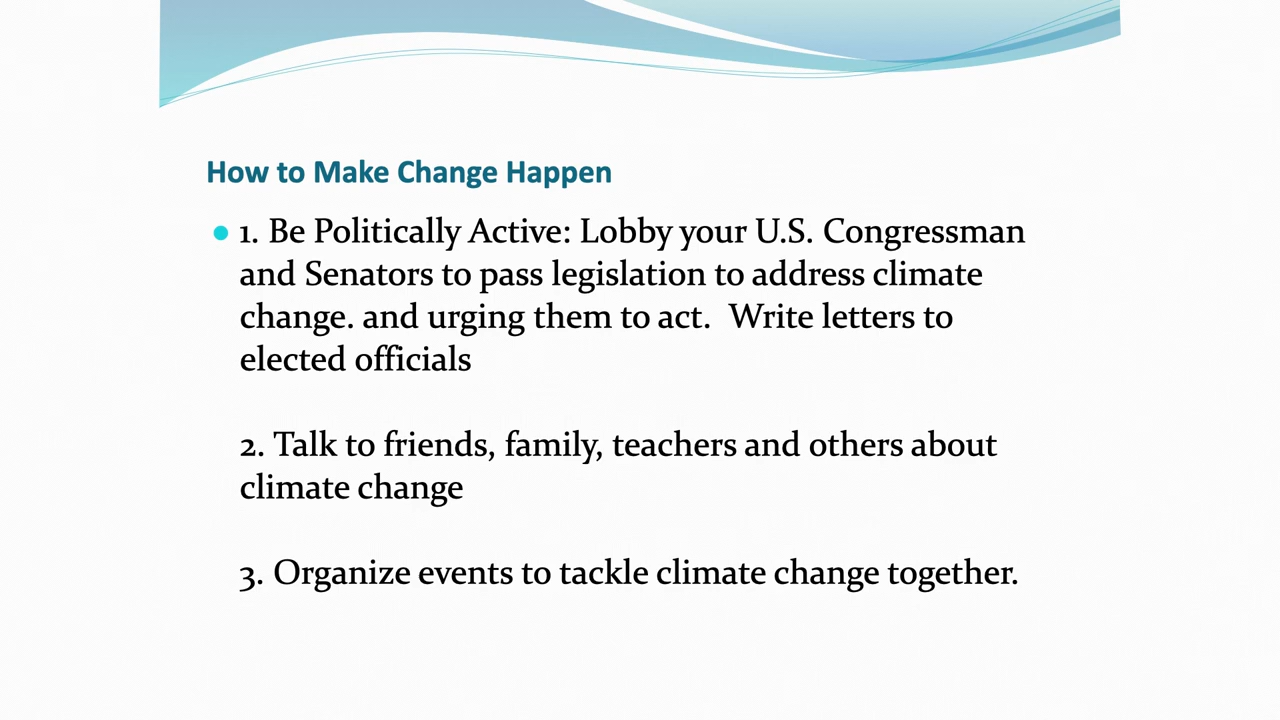 How to Make Change Happen
• 1. Be Politically Active: Lobby your U.S. Congressman
and Senators to pass legislation to address climate
change. and urging them to act.  Write letters to
elected officials
2. Talk to friends, family, teachers and others about
climate change
3. Organize events to tackle climate change together.